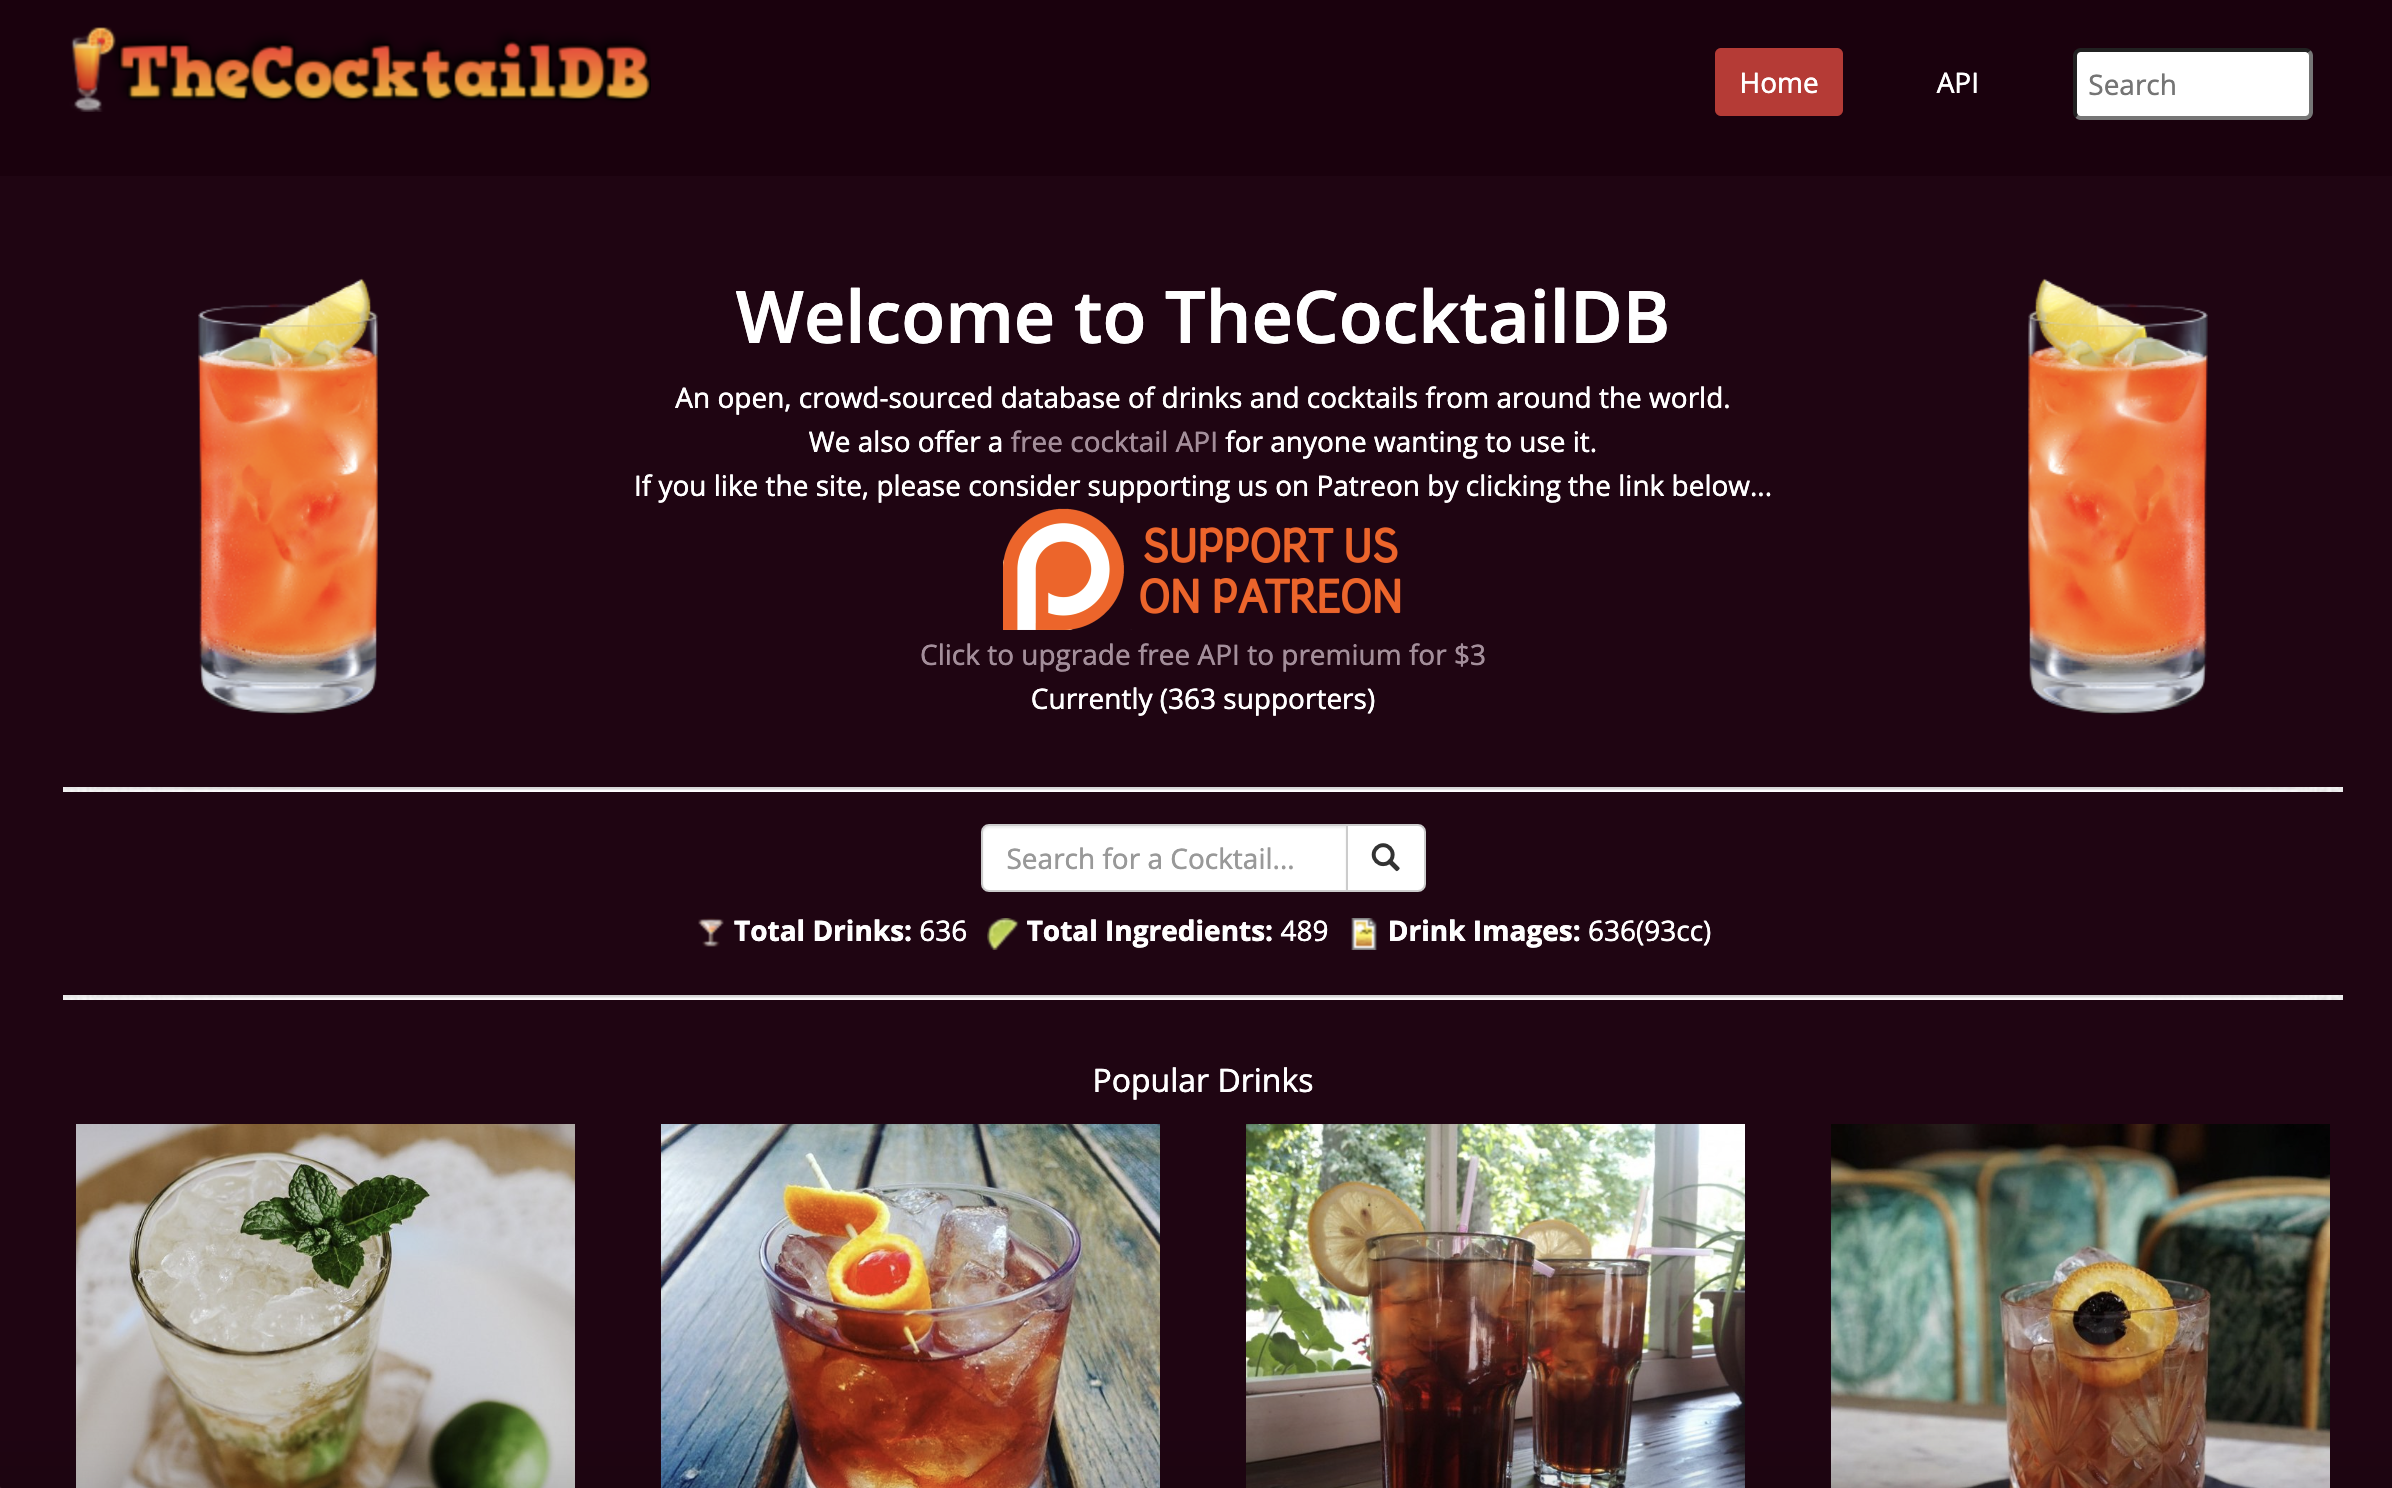 TheCocktailDB
Home
API
Search
Welcome to TheCocktailDB
An open, crowd-sourced database of drinks and cocktails from around the world.
We also offer a free cocktail API for anyone wanting to use it.
If you like the site, please consider supporting us on Patreon by clicking the link below...
SUPPORT US
ON PATREON
Click to upgrade free API to premium for $3
Currently (363 supporters)
Search for a Cocktail...
Total Drinks: 636 Total Ingredients: 489 Drink Images: 636(93cc)
Popular Drinks